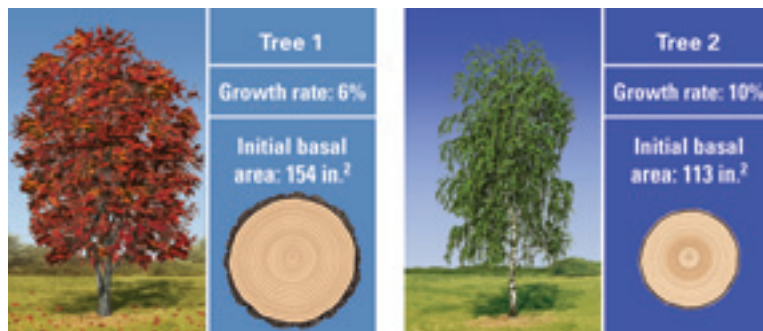 Tree 1
Growth rate: 6%
Initial basal
area: 154 in.²
Tree 2
Growth rate: 10%
Initial basal
area: 113 in.²